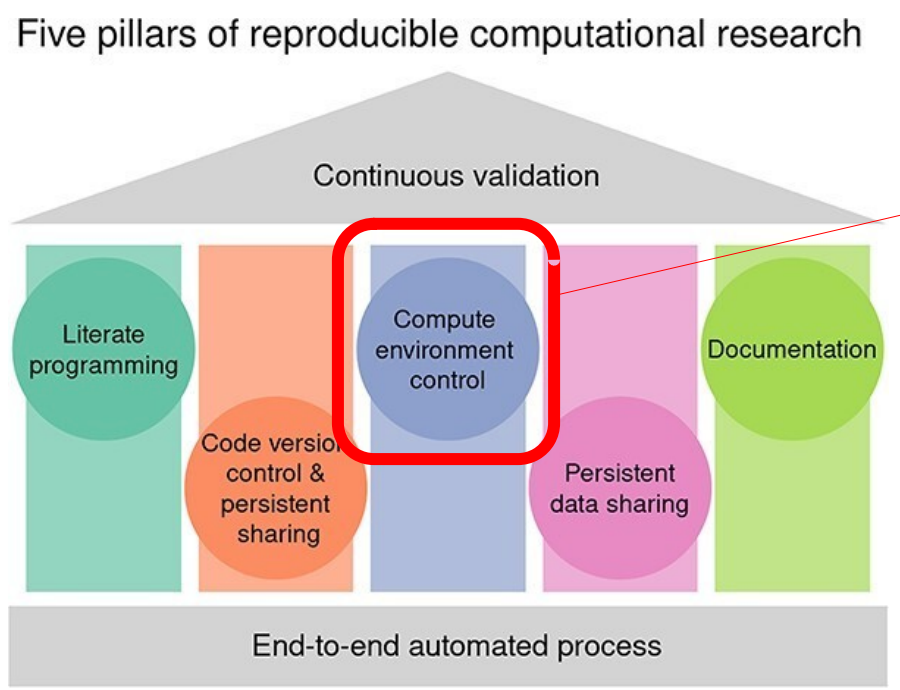 Five pillars of reproducible computational research
Continuous validation
Literate
programming
Code version
control &
persistent
sharing
Compute
environment
control
Persistent
data sharing
Documentation
End-to-end automated process